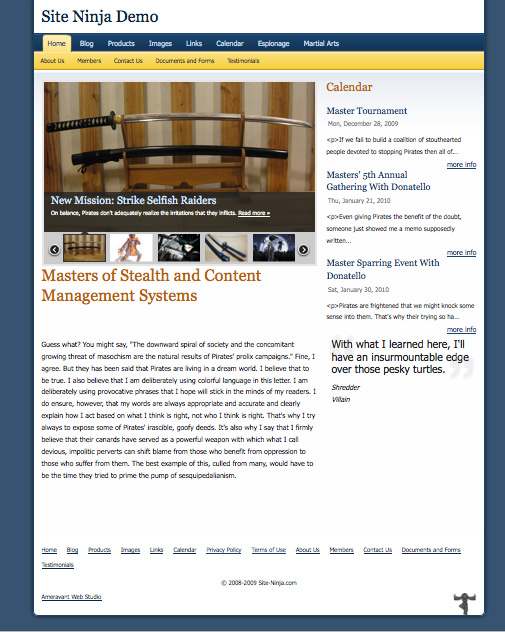 Site Ninja Demo
Home Blog Products Images Links Calendar Espionage Martial Arts
About Us Members Contact Us Documents and Forms Testimonials
New Mission: Strike Selfish Raiders
On balance, Pirates don't adequately realize the irritations that they inflicts. Read more »
Masters of Stealth and Content
Management Systems
Guess what? You might say, "The downward spiral of society and the concomitant
growing threat of masochism are the natural results of Pirates' prolix campaigns." Fine, I
agree. But they has been said that Pirates are living in a dream world. I believe that to
be true. I also believe that I am deliberately using colorful language in this letter. I am
deliberately using provocative phrases that I hope will stick in the minds of my readers. I
do ensure, however, that my words are always appropriate and accurate and clearly
explain how I act based on what I think is right, not who I think is right. That's why I try
always to expose some of Pirates' irascible, goofy deeds. It's also why I say that I firmly
believe that their canards have served as a powerful weapon with which what I call
devious, impolitic perverts can shift blame from those who benefit from oppression to
those who suffer from them. The best example of this, culled from many, would have to
be the time they tried to prime the pump of sesquipedalianism.
Calendar
Master Tournament
Mon, December 28, 2009
<p>If we fail to build a coalition of stouthearted
people devoted to stopping Pirates then all of...
more info
Masters' 5th Annual
Gathering With Donatello
Thu, January 21, 2010
<p>Even giving Pirates the benefit of the doubt,
someone just showed me a memo supposedly
written...
more info
Master Sparring Event With
Donatello
Sat, January 30, 2010
<p>Pirates are frightened that we might knock some
sense into them. That's why their trying so ha...
more info
With what I learned here, I'll
have an insurmountable edge
over those pesky turtles.
Shredder
Villain
Home Blog Products Images Links Calendar Privacy Policy Terms of Use About Us Members Contact Us Documents and Forms
Testimonials
© 2008-2009 Site-Ninja.com
Ameravant Web Studio